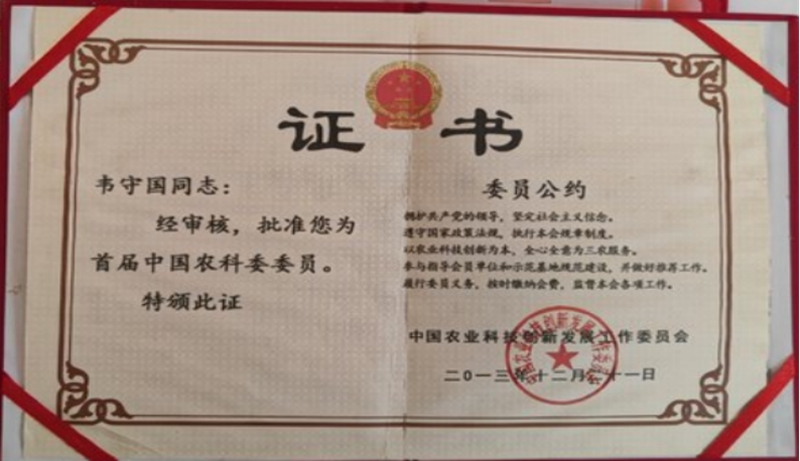 证 书
韦守国同志：
经审核，批准您为
首届中国农科委委员。
特颁此证
委员公约
拥护共产党的领导，坚定社会主义信念。
遵守国家政策法规，执行本会规章制度。
以农业科技创新为本，全心全意为三农服务。
参与指导会员单位和示范基地规范建设，并做好推荐工作。
履行委员义务，按时缴纳会费，监督本会各项工作。
中国农业科技创新发展工作委员会
二〇一三年十二月二十一日